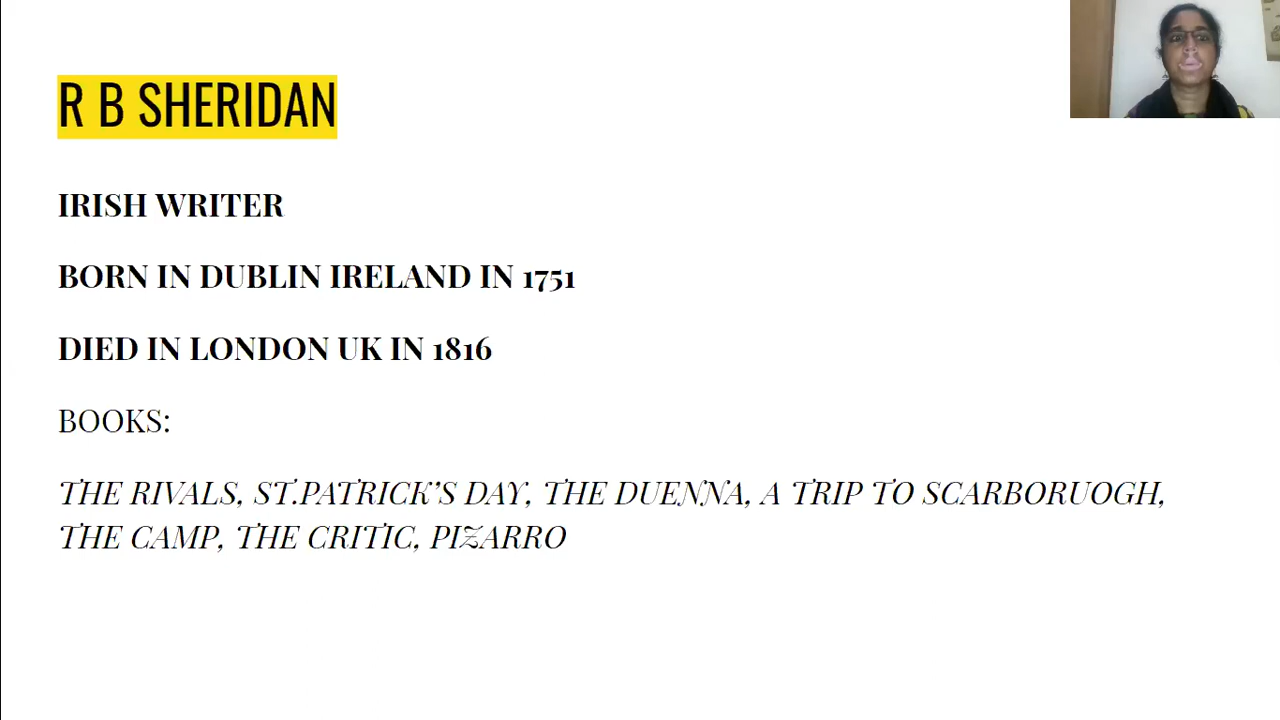 R B SHERIDAN
IRISH WRITER
BORN IN DUBLIN IRELAND IN 1751
DIED IN LONDON UK IN 1816
BOOKS:
THE RIVALS, ST.PATRICK’S DAY, THE DUENNA, A TRIP TO SCARBORUOGH,
THE CAMP, THE CRITIC, PIZARRO